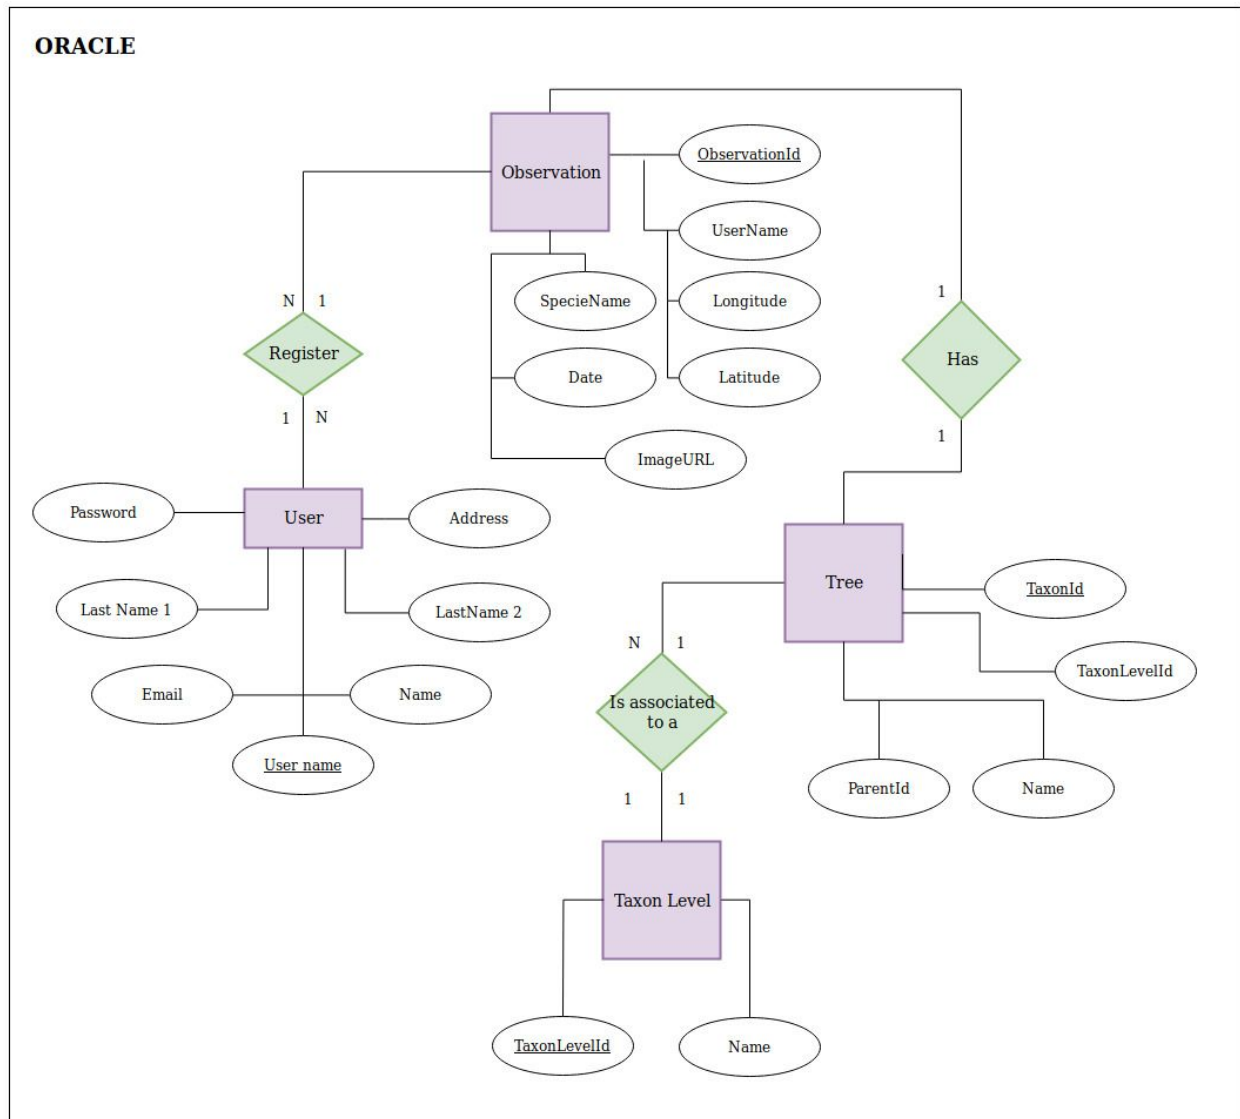 ORACLE
Observation
ObservationId
UserName
SpecieName
Longitude
Date
Latitude
ImageURL
N 1
Register
1 N
1
Has
1
Password
User
Address
Last Name 1
LastName 2
Email
Name
User name
Tree
TaxonId
TaxonLevelId
ParentId
Name
N 1
Is associated
to a
1 1
Taxon Level
TaxonLevelId
Name